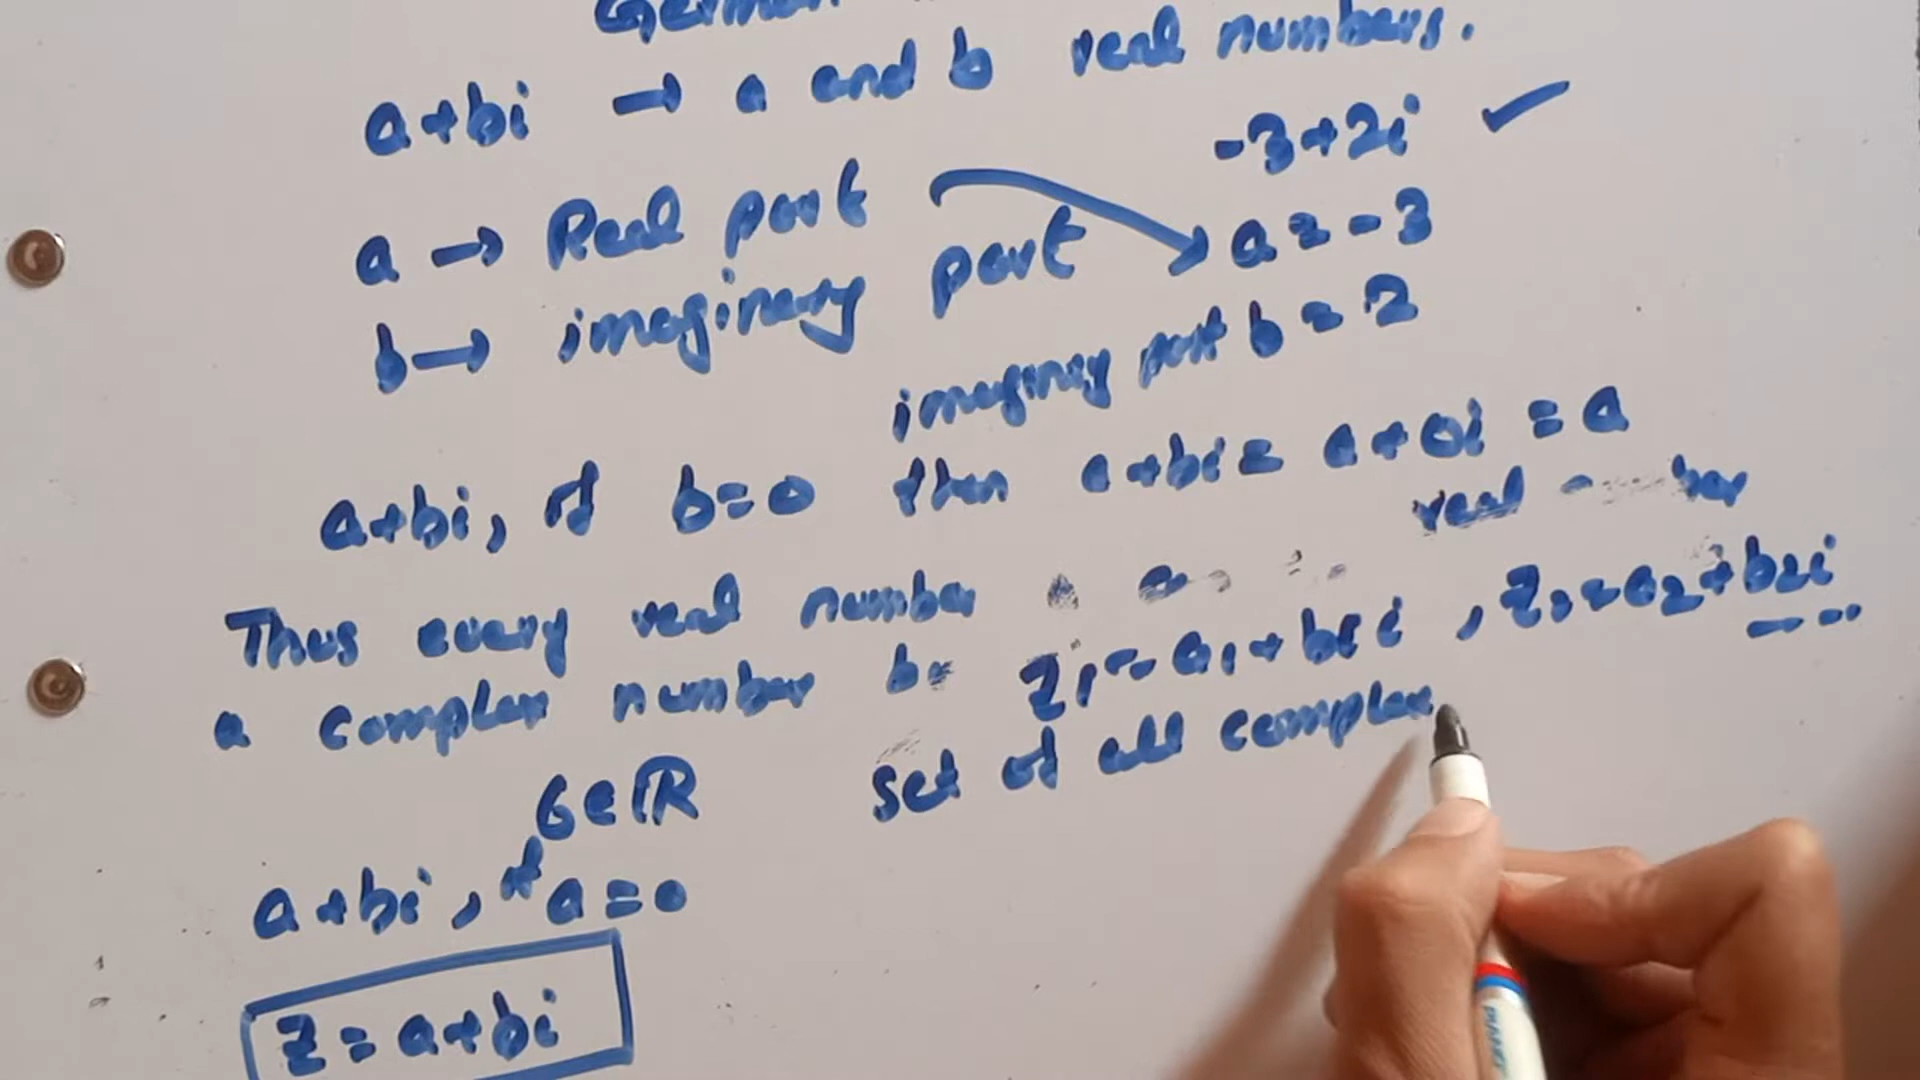 a+bi → a and b real numbers.
-3+2i ✓
a → Real part
a = -3
b → imaginary part
imaginary part b = 2
a+bi, if b=0 then a+bi = a+0i = a
real
Thus every real number
a complex number
z1 = a1+b1i , z2 = a2+b2i
6∈ℝ
set of all complex
a+bi, if a=0
z = a+bi